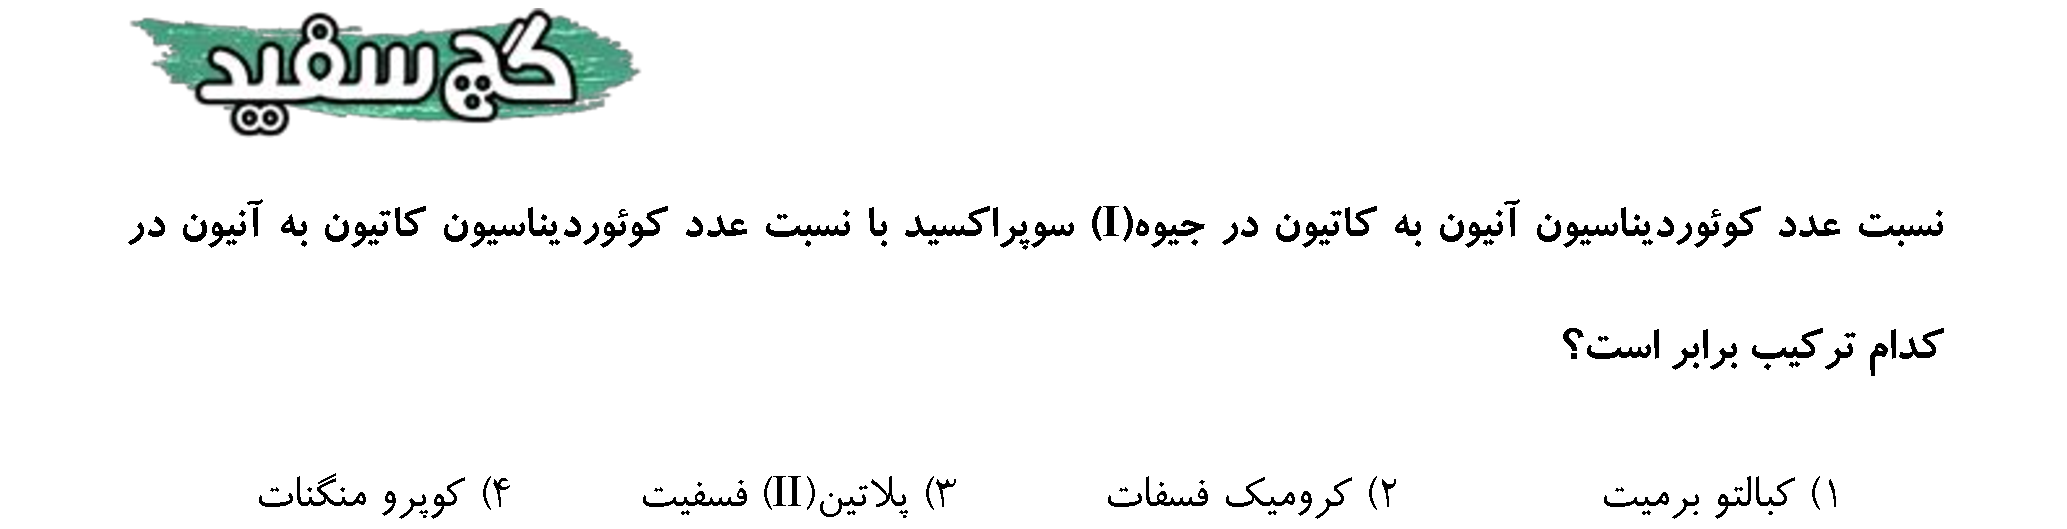 گچ سفید
نسبت عدد کوئوردیناسیون آنیون به کاتیون در جیوه(I) سوپراکسید با نسبت عدد کوئوردیناسیون کاتیون به آنیون در
کدام ترکیب برابر است؟
۱) کبالتو برمیت ۲) کرومیک فسفات ۳) پلاتین(II) فسفیت ۴) کوپرو منگنات